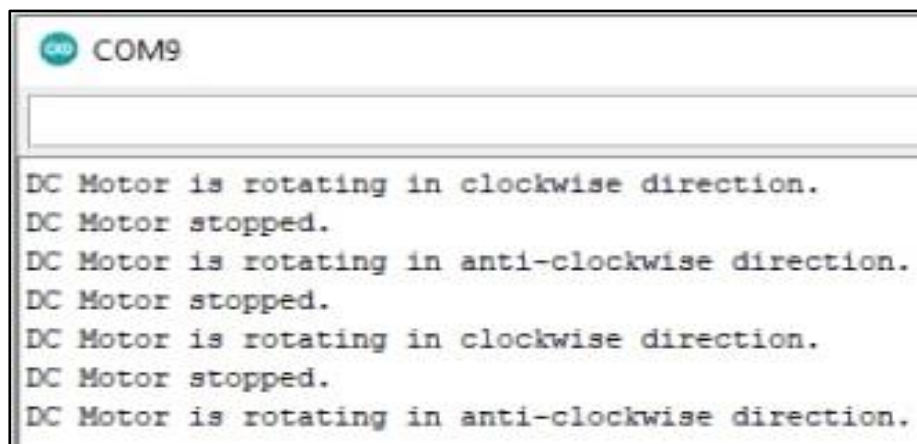 COM9
DC Motor is rotating in clockwise direction.
DC Motor stopped.
DC Motor is rotating in anti-clockwise direction.
DC Motor stopped.
DC Motor is rotating in clockwise direction.
DC Motor stopped.
DC Motor is rotating in anti-clockwise direction.